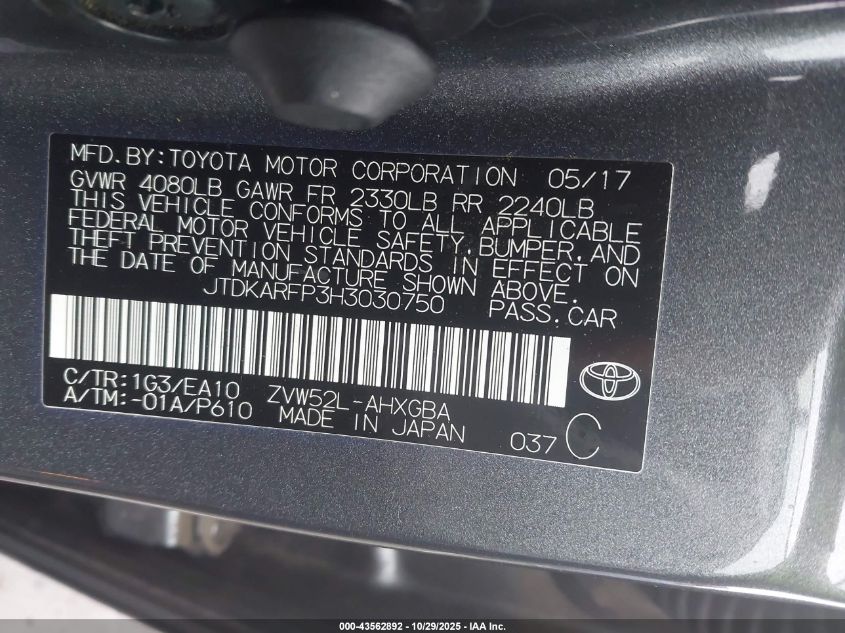 MFD.BY:TOYOTA MOTOR CORPORATION 05/17
GVWR 4080LB GAWR FR 2330LB RR 2240LB
THIS VEHICLE CONFORMS TO ALL APPLICABLE
FEDERAL MOTOR VEHICLE SAFETY,BUMPER,AND
THEFT PREVENTION STANDARDS IN EFFECT ON
THE DATE OF MANUFACTURE SHOWN ABOVE.
JTDKARFP3H3030750 PASS.CAR
C/TR:1G3/EA10 ZVW52L-AHXGBA
A/TM:-01A/P610 MADE IN JAPAN 037 C
000-43562892 - 10/29/2025 - IAA Inc.